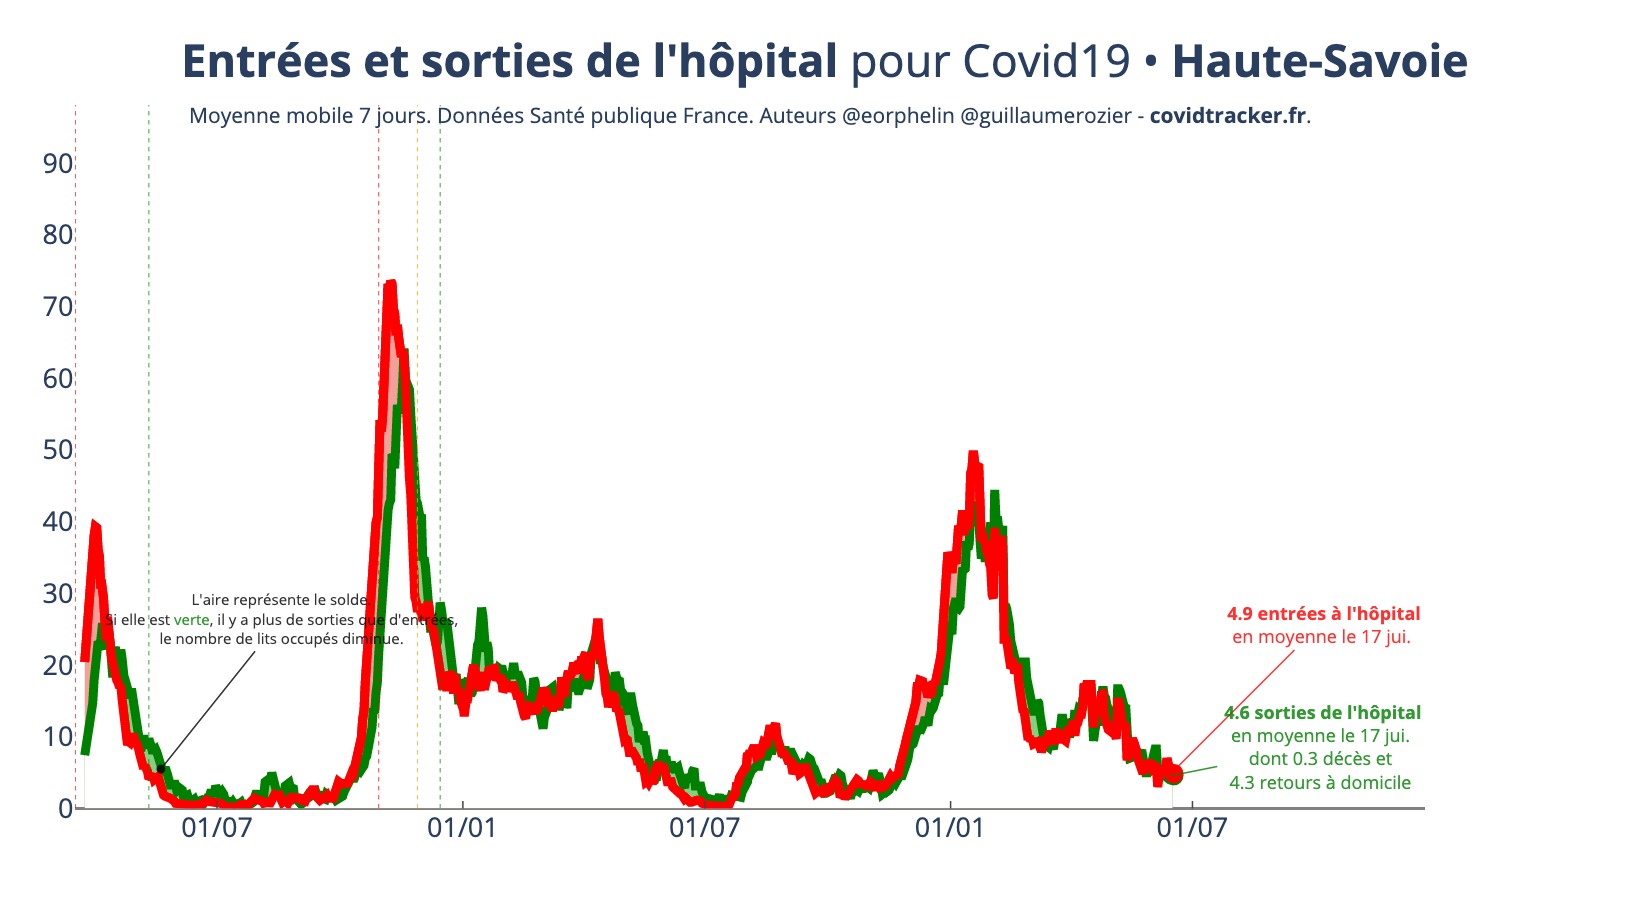 Entrées et sorties de l'hôpital pour Covid19 • Haute-Savoie
Moyenne mobile 7 jours. Données Santé publique France. Auteurs @eorphelin @guillaumerozier - covidtracker.fr.
90
80
70
60
50
40
30
20
10
0
L'aire représente le solde.
Si elle est verte, il y a plus de sorties que d'entrées,
le nombre de lits occupés diminue.
4.9 entrées à l'hôpital
en moyenne le 17 jui.
4.6 sorties de l'hôpital
en moyenne le 17 jui.
dont 0.3 décès et
4.3 retours à domicile
01/07
01/01
01/07
01/01
01/07